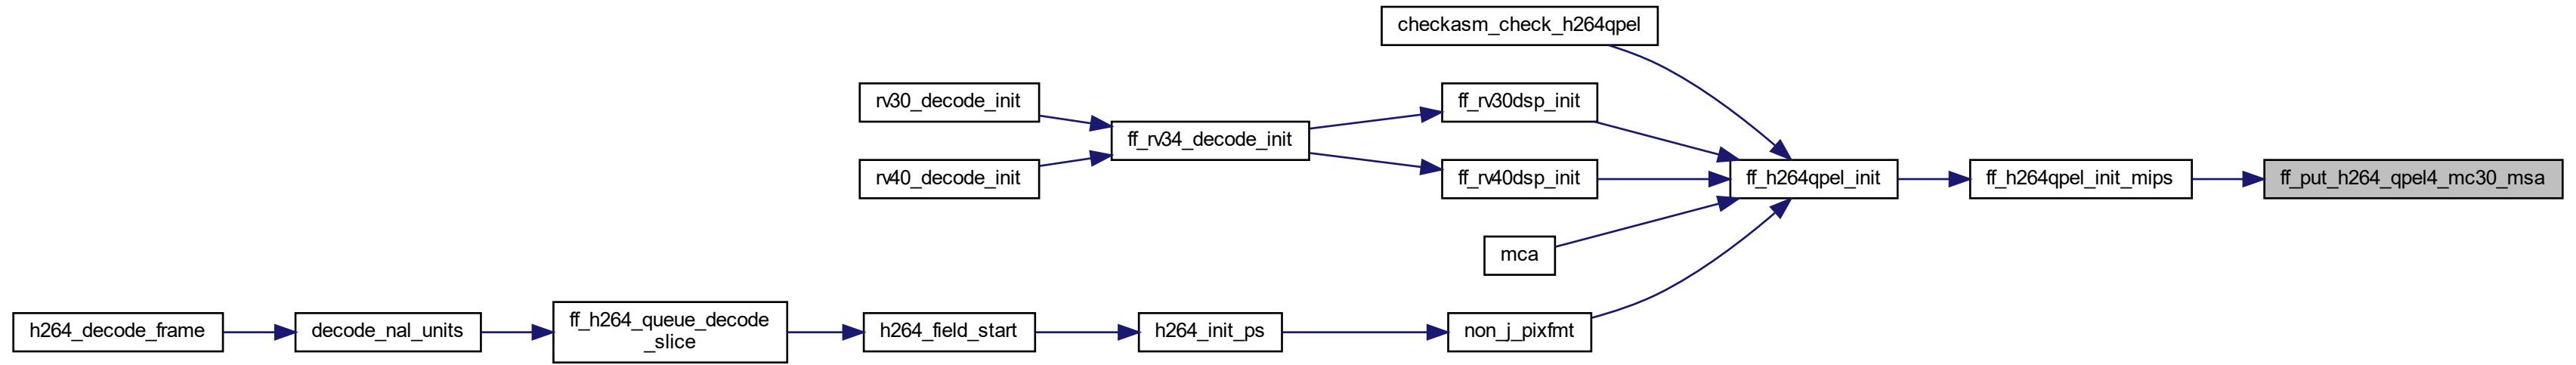 checkasm_check_h264qpel
rv30_decode_init
ff_rv30dsp_init
ff_rv34_decode_init
rv40_decode_init
ff_rv40dsp_init
ff_h264qpel_init
ff_h264qpel_init_mips
ff_put_h264_qpel4_mc30_msa
mca
h264_decode_frame
decode_nal_units
ff_h264_queue_decode
_slice
h264_field_start
h264_init_ps
non_j_pixfmt